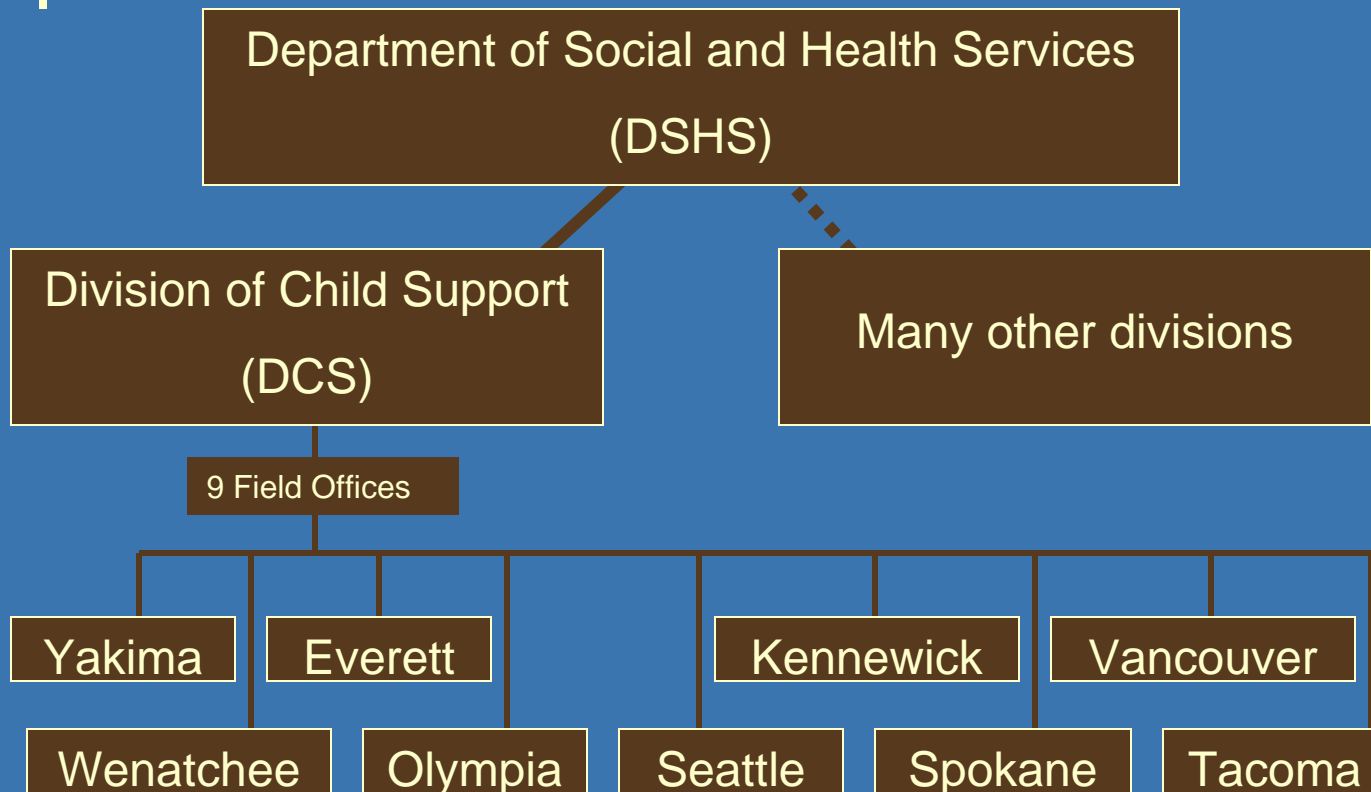 Department of Social and Health Services
(DSHS)
Division of Child Support
(DCS)
Many other divisions
9 Field Offices
Yakima
Everett
Kennewick
Vancouver
Wenatchee
Olympia
Seattle
Spokane
Tacoma